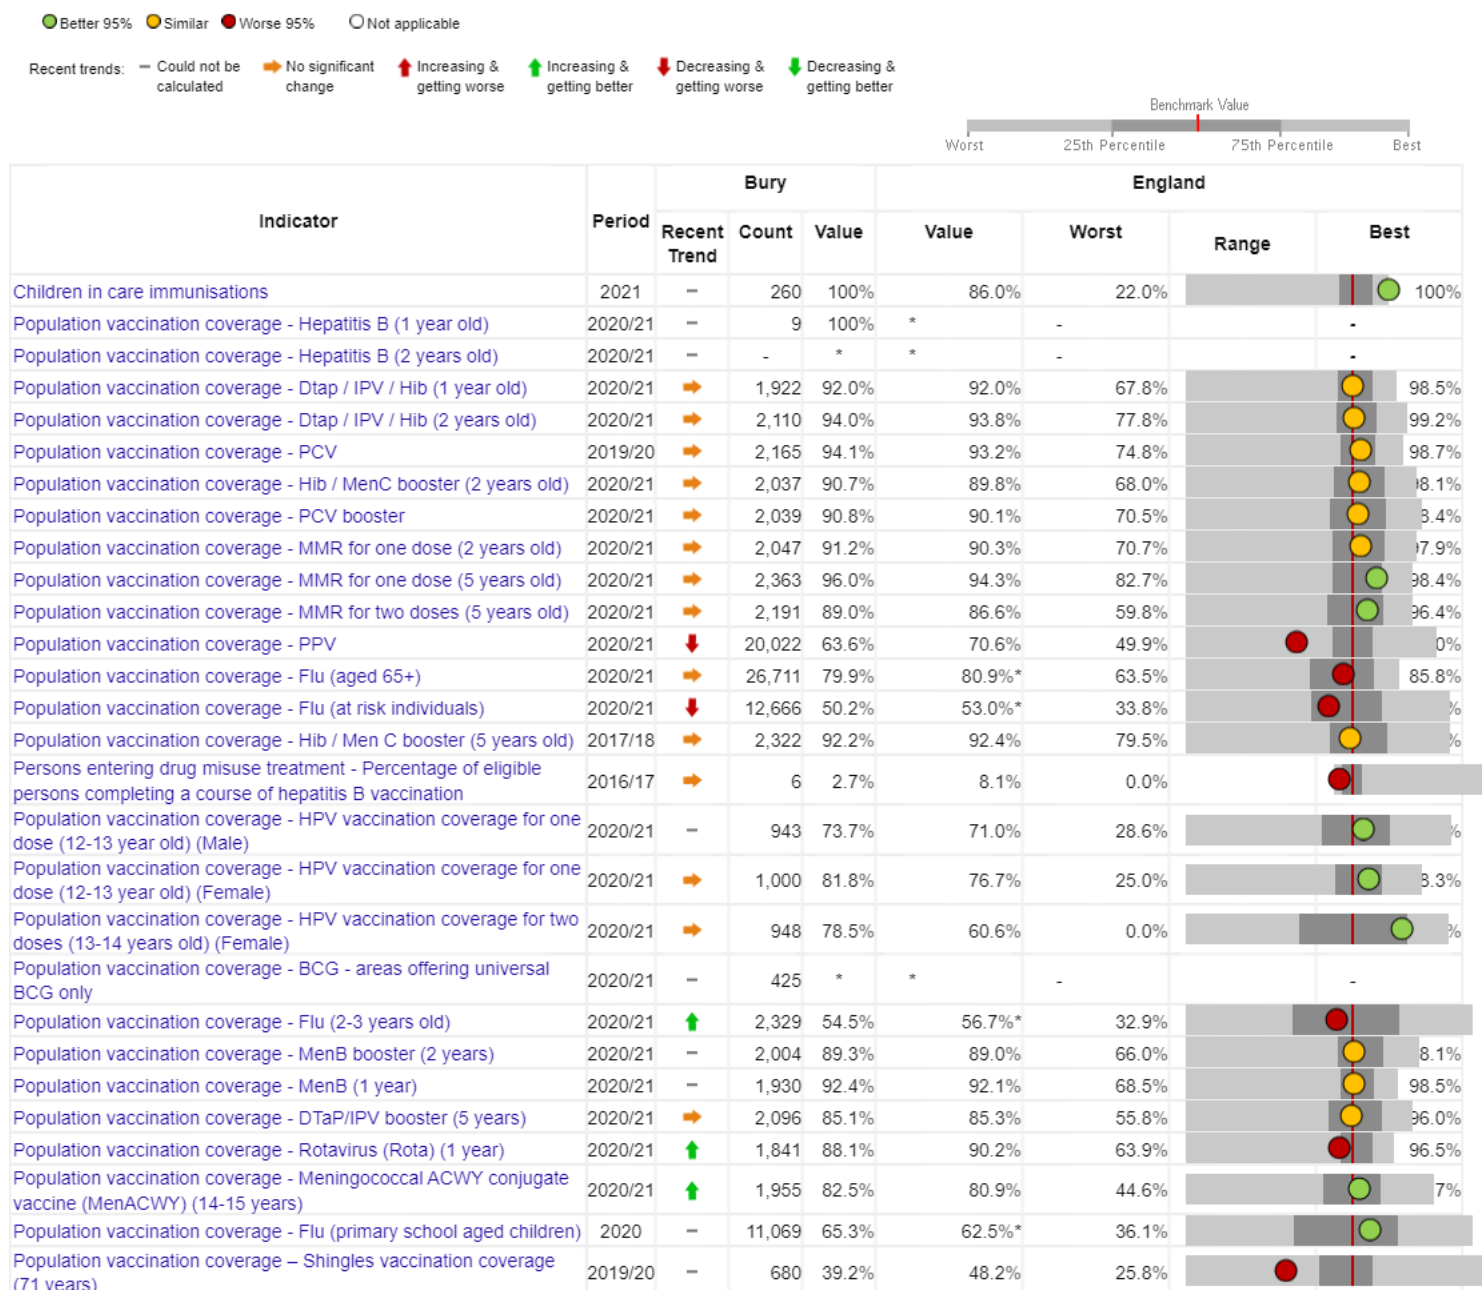 Better 95% Similar Worse 95% Not applicable
Recent trends: – Could not be calculated No significant change Increasing & getting worse Increasing & getting better Decreasing & getting worse Decreasing & getting better
Benchmark Value
Worst 25th Percentile 75th Percentile Best
Indicator Period Bury England
Recent Trend Count Value Value Worst Range Best
Children in care immunisations 2021 – 260 100% 86.0% 22.0% 100%
Population vaccination coverage - Hepatitis B (1 year old) 2020/21 – 9 100% * - -
Population vaccination coverage - Hepatitis B (2 years old) 2020/21 – - * * - -
Population vaccination coverage - Dtap / IPV / Hib (1 year old) 2020/21 1,922 92.0% 92.0% 67.8% 98.5%
Population vaccination coverage - Dtap / IPV / Hib (2 years old) 2020/21 2,110 94.0% 93.8% 77.8% 99.2%
Population vaccination coverage - PCV 2019/20 2,165 94.1% 93.2% 74.8% 98.7%
Population vaccination coverage - Hib / MenC booster (2 years old) 2020/21 2,037 90.7% 89.8% 68.0% 98.1%
Population vaccination coverage - PCV booster 2020/21 2,039 90.8% 90.1% 70.5% 8.4%
Population vaccination coverage - MMR for one dose (2 years old) 2020/21 2,047 91.2% 90.3% 70.7% 97.9%
Population vaccination coverage - MMR for one dose (5 years old) 2020/21 2,363 96.0% 94.3% 82.7% 98.4%
Population vaccination coverage - MMR for two doses (5 years old) 2020/21 2,191 89.0% 86.6% 59.8% 96.4%
Population vaccination coverage - PPV 2020/21 20,022 63.6% 70.6% 49.9% 0%
Population vaccination coverage - Flu (aged 65+) 2020/21 26,711 79.9% 80.9%* 63.5% 85.8%
Population vaccination coverage - Flu (at risk individuals) 2020/21 12,666 50.2% 53.0%* 33.8% %
Population vaccination coverage - Hib / Men C booster (5 years old) 2017/18 2,322 92.2% 92.4% 79.5% %
Persons entering drug misuse treatment - Percentage of eligible
persons completing a course of hepatitis B vaccination 2016/17 6 2.7% 8.1% 0.0%
Population vaccination coverage - HPV vaccination coverage for one
dose (12-13 year old) (Male) 2020/21 – 943 73.7% 71.0% 28.6% %
Population vaccination coverage - HPV vaccination coverage for one
dose (12-13 year old) (Female) 2020/21 1,000 81.8% 76.7% 25.0% 3.3%
Population vaccination coverage - HPV vaccination coverage for two
doses (13-14 years old) (Female) 2020/21 948 78.5% 60.6% 0.0% %
Population vaccination coverage - BCG - areas offering universal
BCG only 2020/21 – 425 * * - -
Population vaccination coverage - Flu (2-3 years old) 2020/21 2,329 54.5% 56.7%* 32.9%
Population vaccination coverage - MenB booster (2 years) 2020/21 – 2,004 89.3% 89.0% 66.0% 8.1%
Population vaccination coverage - MenB (1 year) 2020/21 – 1,930 92.4% 92.1% 68.5% 98.5%
Population vaccination coverage - DTaP/IPV booster (5 years) 2020/21 2,096 85.1% 85.3% 55.8% 96.0%
Population vaccination coverage - Rotavirus (Rota) (1 year) 2020/21 1,841 88.1% 90.2% 63.9% 96.5%
Population vaccination coverage - Meningococcal ACWY conjugate
vaccine (MenACWY) (14-15 years) 2020/21 1,955 82.5% 80.9% 44.6% 7%
Population vaccination coverage - Flu (primary school aged children) 2020 – 11,069 65.3% 62.5%* 36.1%
Population vaccination coverage – Shingles vaccination coverage
(71 years) 2019/20 – 680 39.2% 48.2% 25.8%